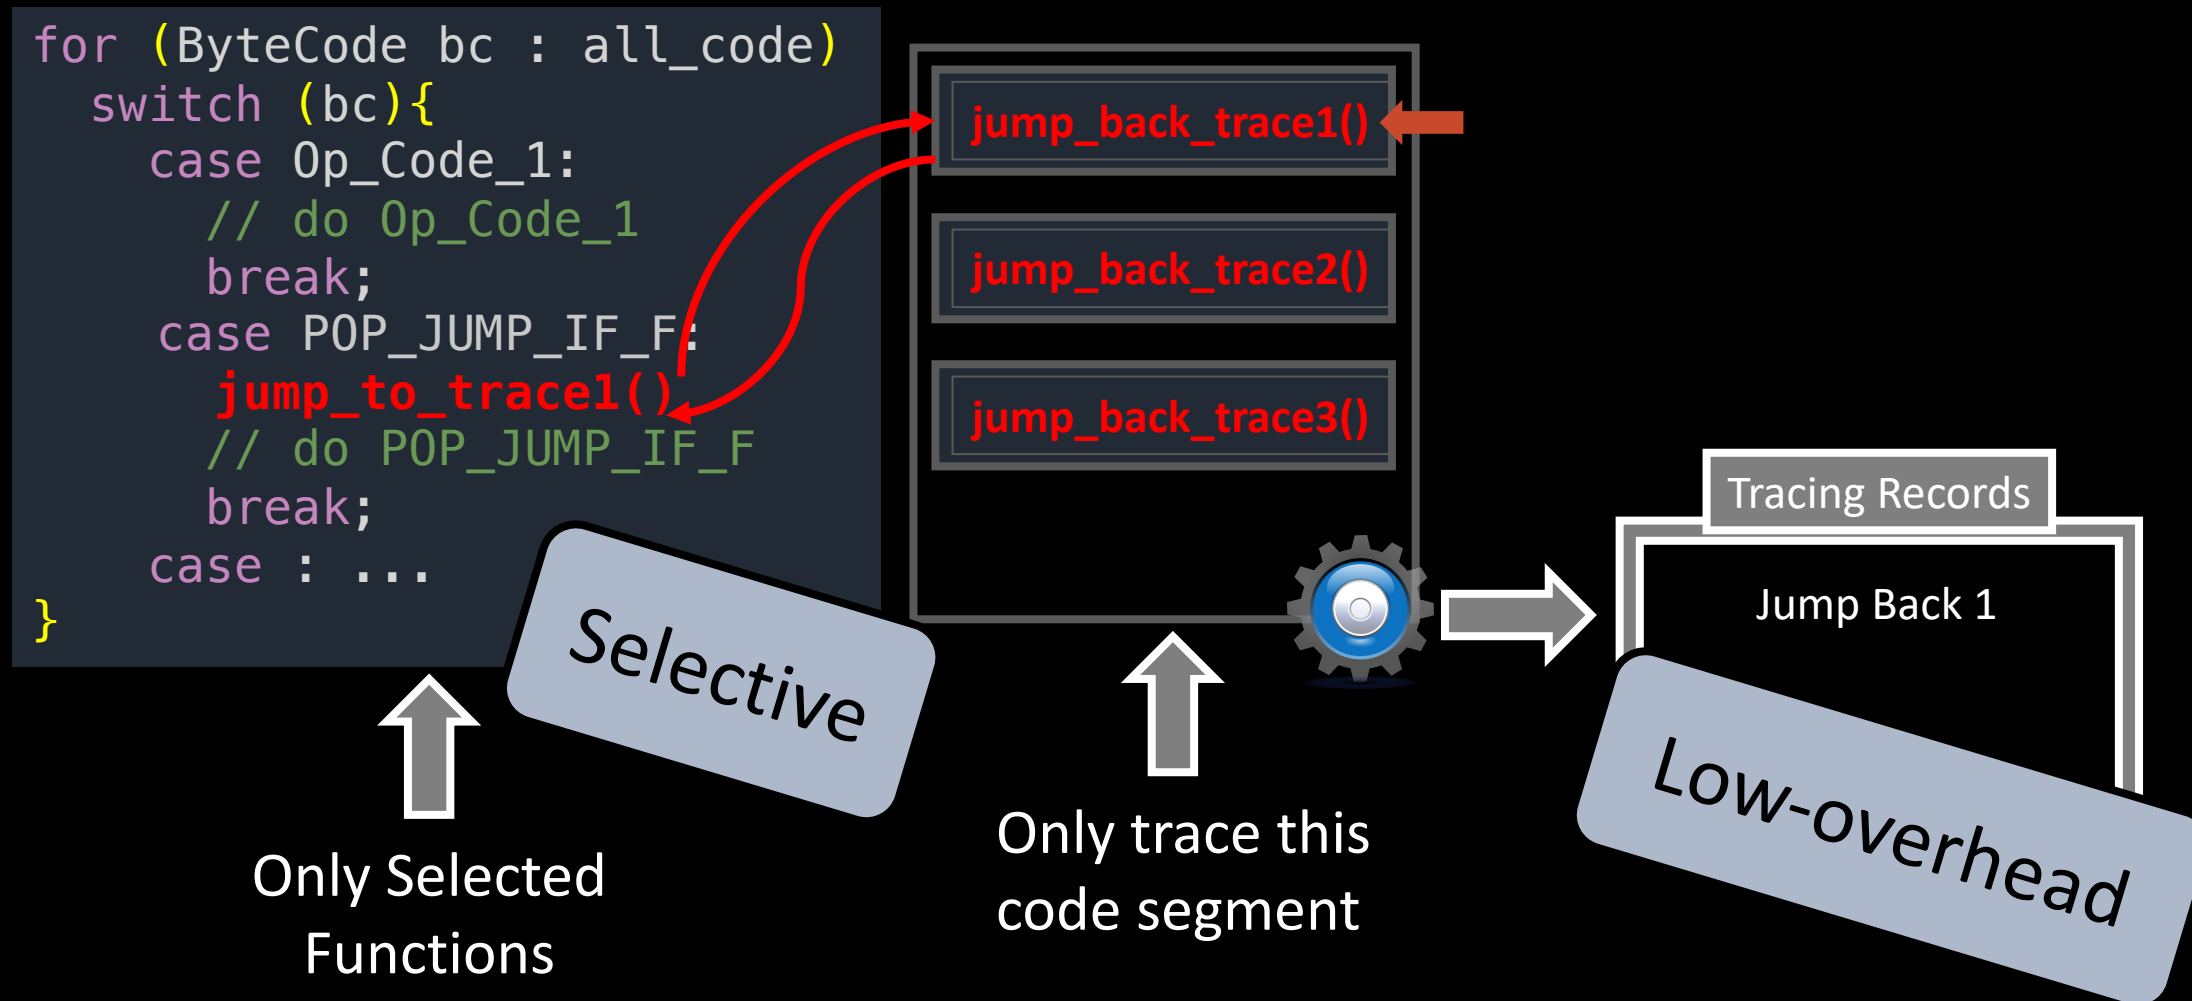 for (ByteCode bc : all_code)
switch (bc){
case Op_Code_1:
// do Op_Code_1
break;
case POP_JUMP_IF_F:
jump_to_trace1()
// do POP_JUMP_IF_F
break;
case : ...
}
jump_back_trace1()
jump_back_trace2()
jump_back_trace3()
Tracing Records
Jump Back 1
Selective
Low-overhead
Only Selected
Functions
Only trace this
code segment